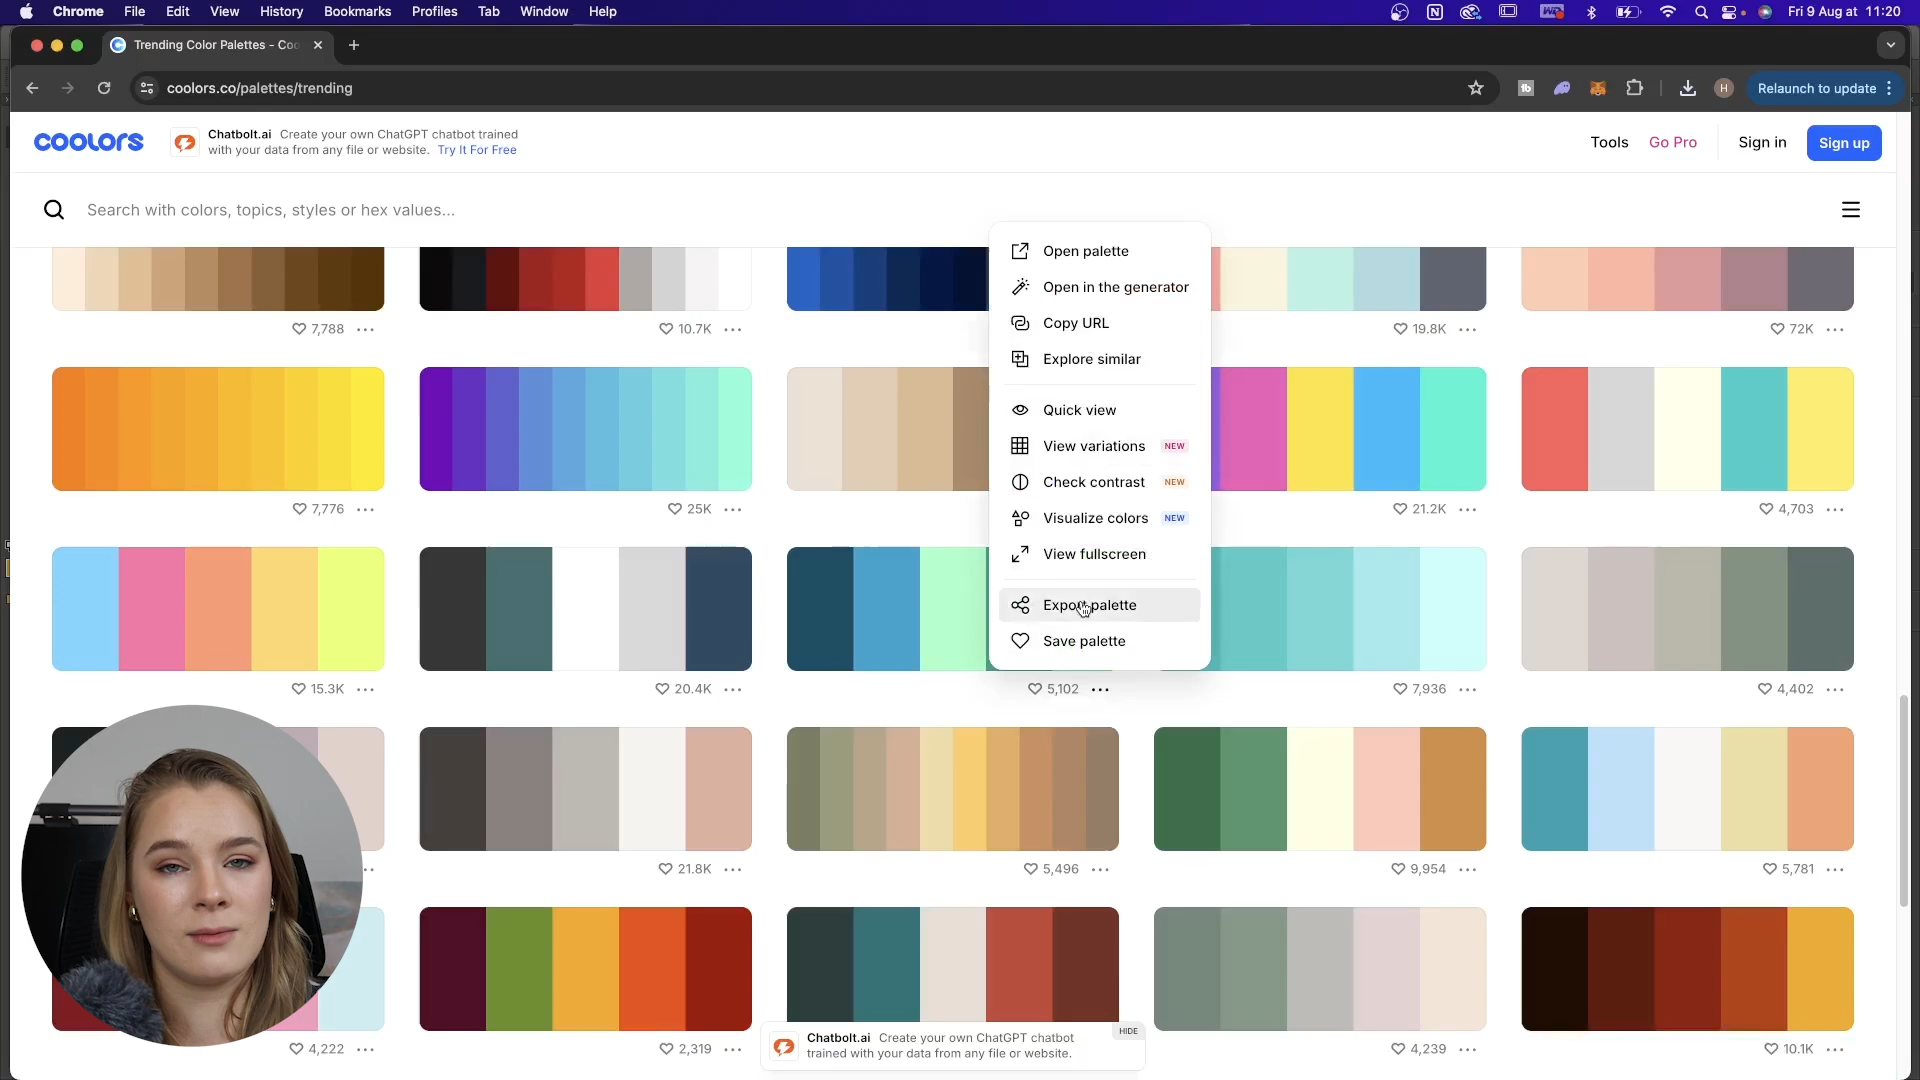 Chrome File Edit View History Bookmarks Profiles Tab Window Help
Fri 9 Aug at 11:20
Trending Color Palettes - Coo
coolors.co/palettes/trending
H
Relaunch to update
coolors
Chatbolt.ai Create your own ChatGPT chatbot trained
with your data from any file or website. Try It For Free
Tools Go Pro Sign in Sign up
Search with colors, topics, styles or hex values...
Open palette
Open in the generator
Copy URL
Explore similar
Quick view
View variations NEW
Check contrast NEW
Visualize colors NEW
View fullscreen
Export palette
Save palette
7,788 10.7K 19.8K 72K
7,776 25K 21.2K 4,703
15.3K 20.4K 5,102 7,936 4,402
21.8K 5,496 9,954 5,781
4,222 2,319 4,239 10.1K
Chatbolt.ai Create your own ChatGPT chatbot
trained with your data from any file or website.
HIDE